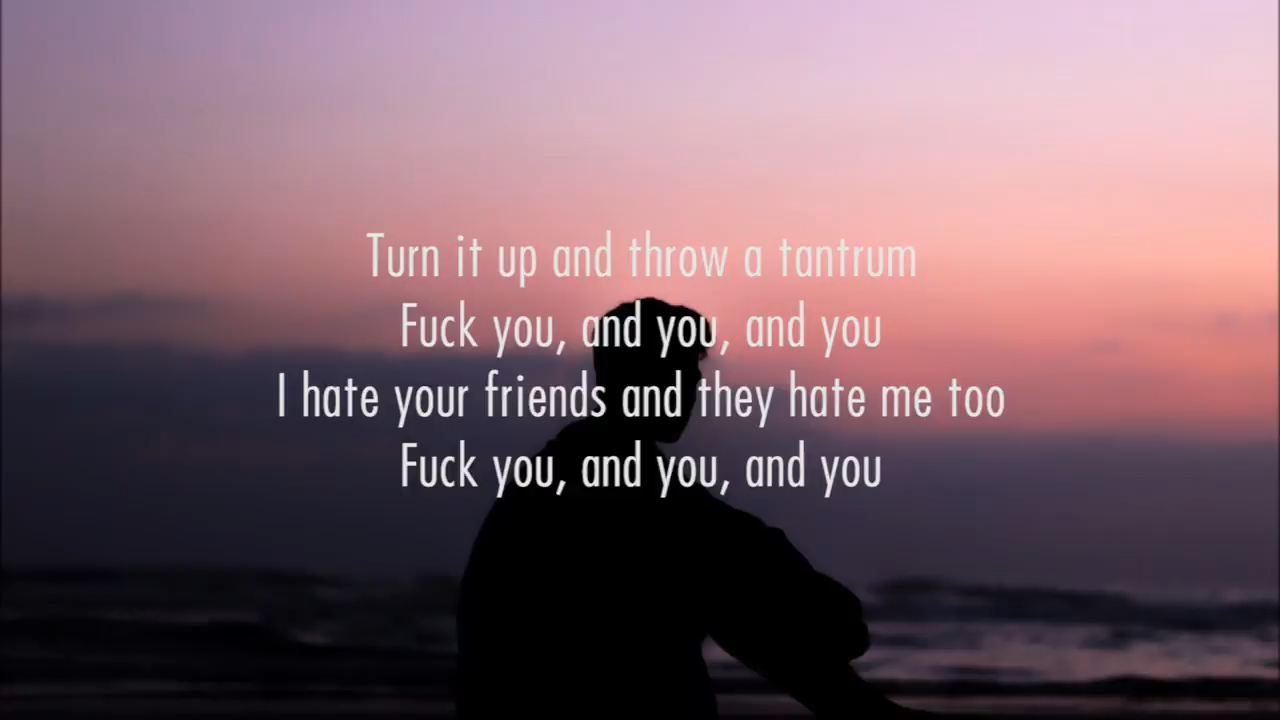 Turn it up and throw a tantrum
Fuck you, and you, and you
I hate your friends and they hate me too
Fuck you, and you, and you